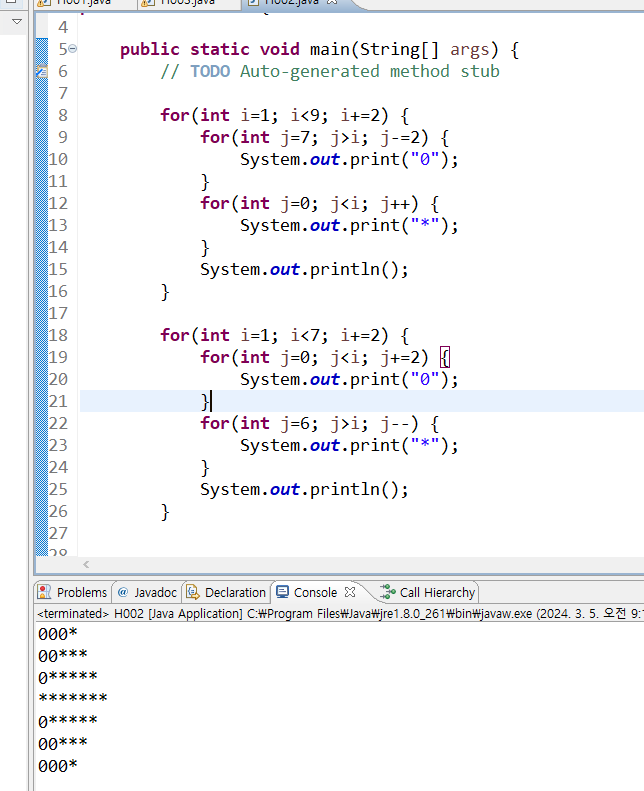 H001.java H003.java H002.java
4
5 public static void main(String[] args) {
6 // TODO Auto-generated method stub
7
8 for(int i=1; i<9; i+=2) {
9 for(int j=7; j>i; j-=2) {
10 System.out.print("0");
11 }
12 for(int j=0; j<i; j++) {
13 System.out.print("*");
14 }
15 System.out.println();
16 }
17
18 for(int i=1; i<7; i+=2) {
19 for(int j=0; j<i; j+=2) {
20 System.out.print("0");
21 }
22 for(int j=6; j>i; j--) {
23 System.out.print("*");
24 }
25 System.out.println();
26 }
27
28
Problems @ Javadoc Declaration Console Call Hierarchy
<terminated> H002 [Java Application] C:₩Program Files₩Java₩jre1.8.0_261₩bin₩javaw.exe (2024. 3. 5. 오전 9:
000*
00***
0*****
*******
0*****
00***
000*